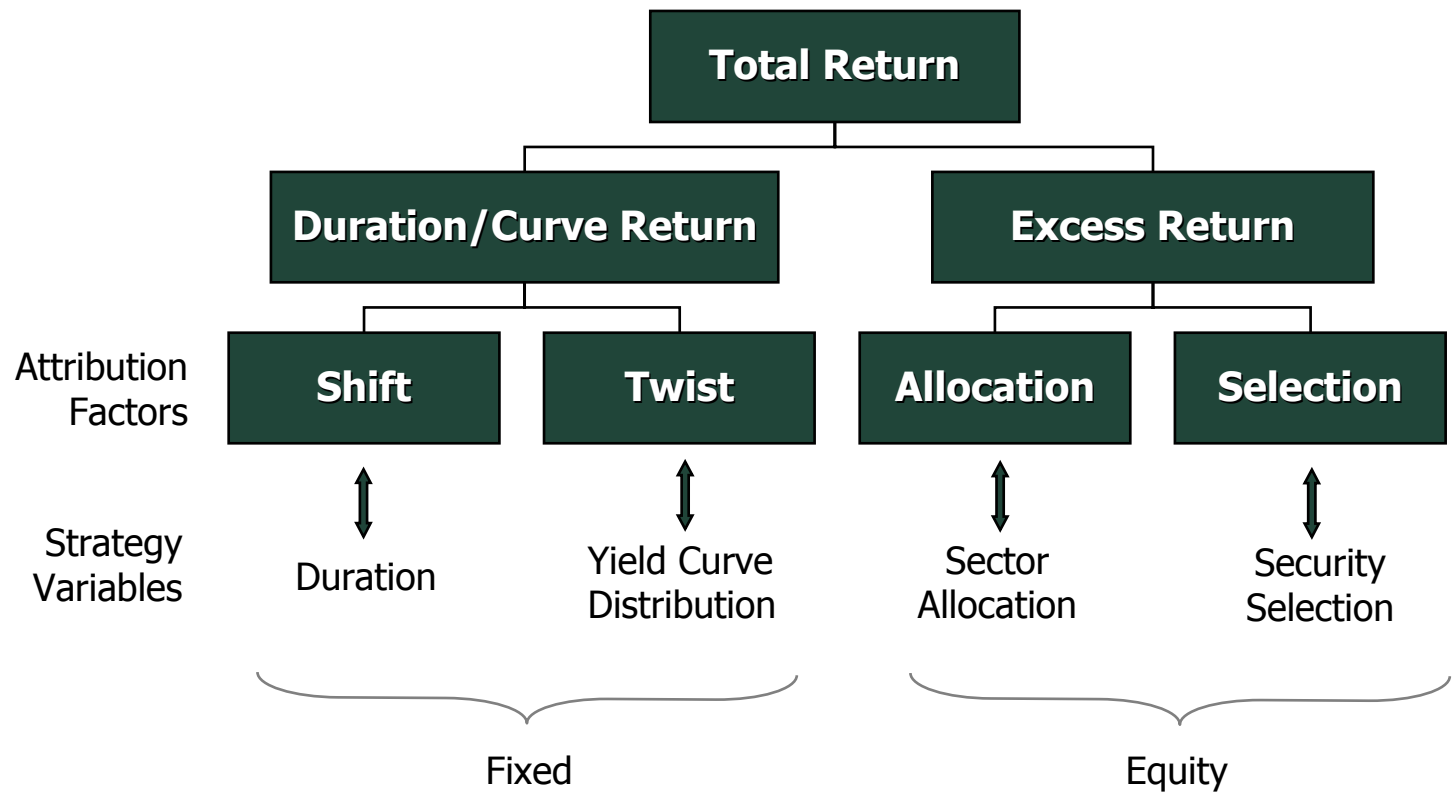 Total Return
Duration/Curve Return
Excess Return
Attribution
Factors
Shift
Twist
Allocation
Selection
Strategy
Variables
Duration
Yield Curve
Distribution
Sector
Allocation
Security
Selection
Fixed
Equity